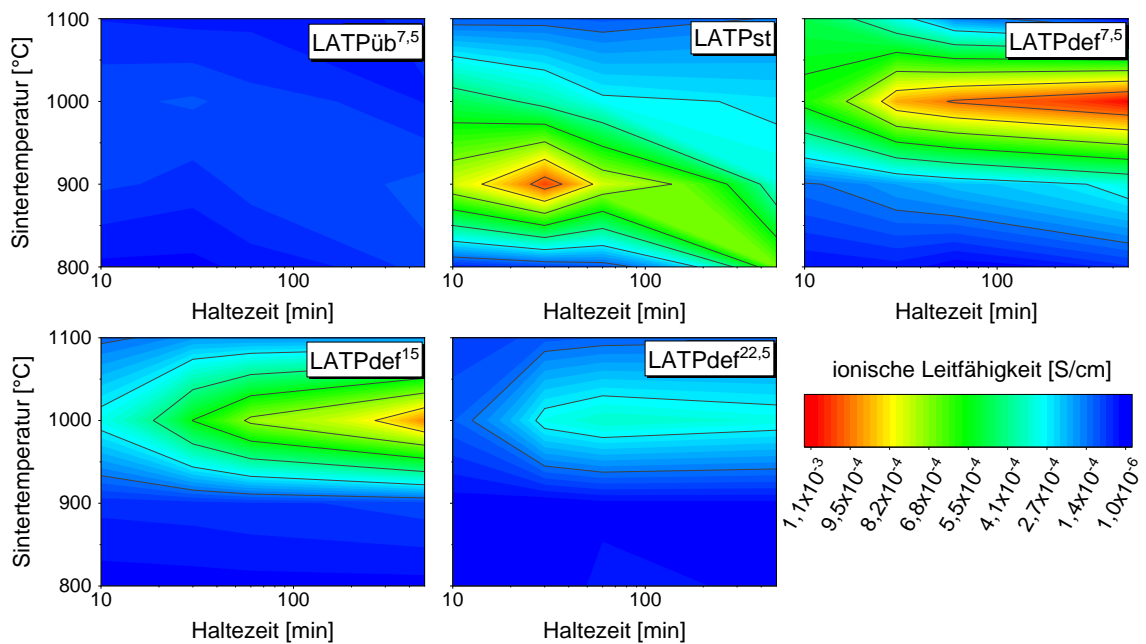 LATPüb7,5
LATPst
LATPdef7,5
Sintertemperatur [°C]
1100
1000
900
800
10
100
10
100
10
100
Haltezeit [min]
Haltezeit [min]
Haltezeit [min]
LATPdef15
LATPdef22,5
Sintertemperatur [°C]
1100
1000
900
800
10
100
10
100
Haltezeit [min]
Haltezeit [min]
ionische Leitfähigkeit [S/cm]
1,1x10-3
9,5x10-4
8,2x10-4
6,8x10-4
5,5x10-4
4,1x10-4
2,7x10-4
1,4x10-4
1,0x10-6